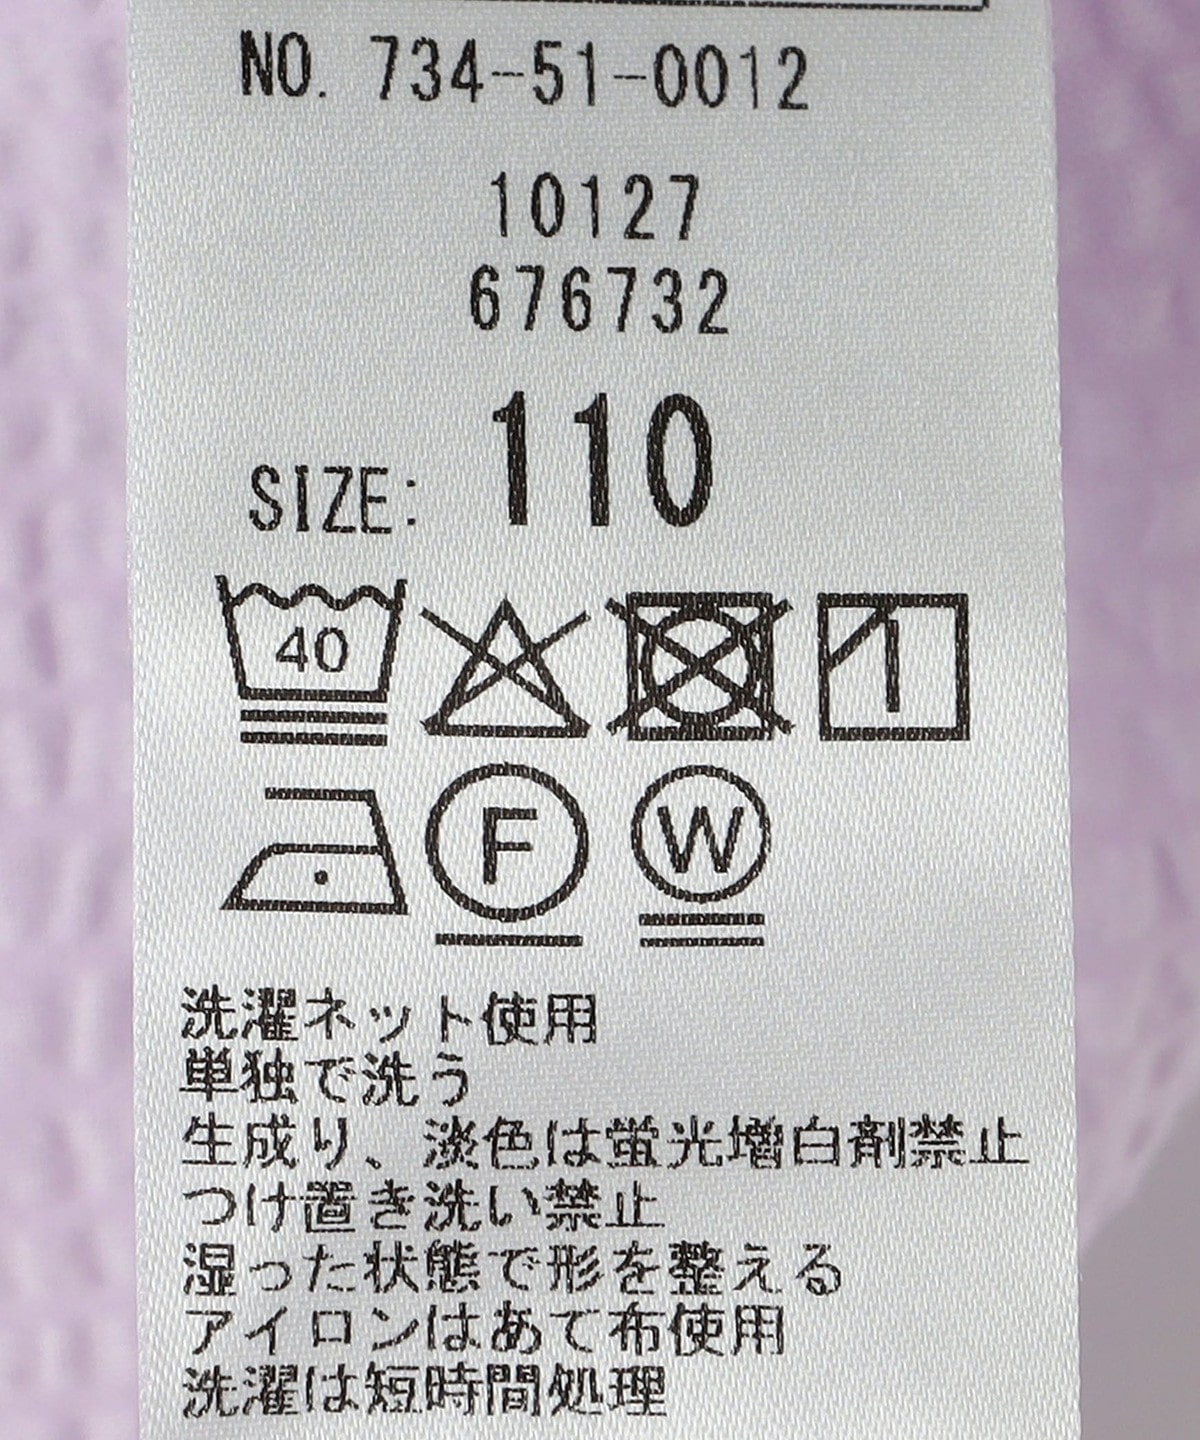 NO. 734-51-0012
10127
676732
SIZE: 110
40
F W
洗濯ネット使用
単独で洗う
生成り、淡色は蛍光増白剤禁止
つけ置き洗い禁止
湿った状態で形を整える
アイロンはあて布使用
洗濯は短時間処理